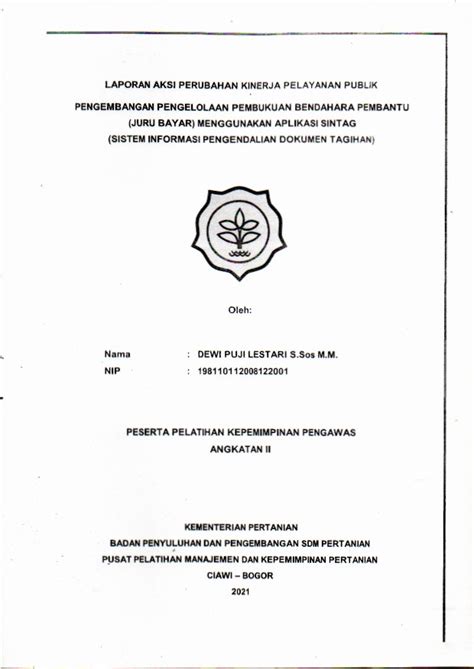 LAPORAN AKSI PERUBAHAN KINERJA PELAYANAN PUBLIK
PENGEMBANGAN PENGELOLAAN PEMBUKUAN BENDAHARA PEMBANTU
(JURU BAYAR) MENGGUNAKAN APLIKASI SINTAG
(SISTEM INFORMASI PENGENDALIAN DOKUMEN TAGIHAN)
Oleh:
Nama : DEWI PUJI LESTARI S.Sos M.M.
NIP : 198110112008122001
PESERTA PELATIHAN KEPEMIMPINAN PENGAWAS
ANGKATAN II
KEMENTERIAN PERTANIAN
BADAN PENYULUHAN DAN PENGEMBANGAN SDM PERTANIAN
PUSAT PELATIHAN MANAJEMEN DAN KEPEMIMPINAN PERTANIAN
CIAWI – BOGOR
2021